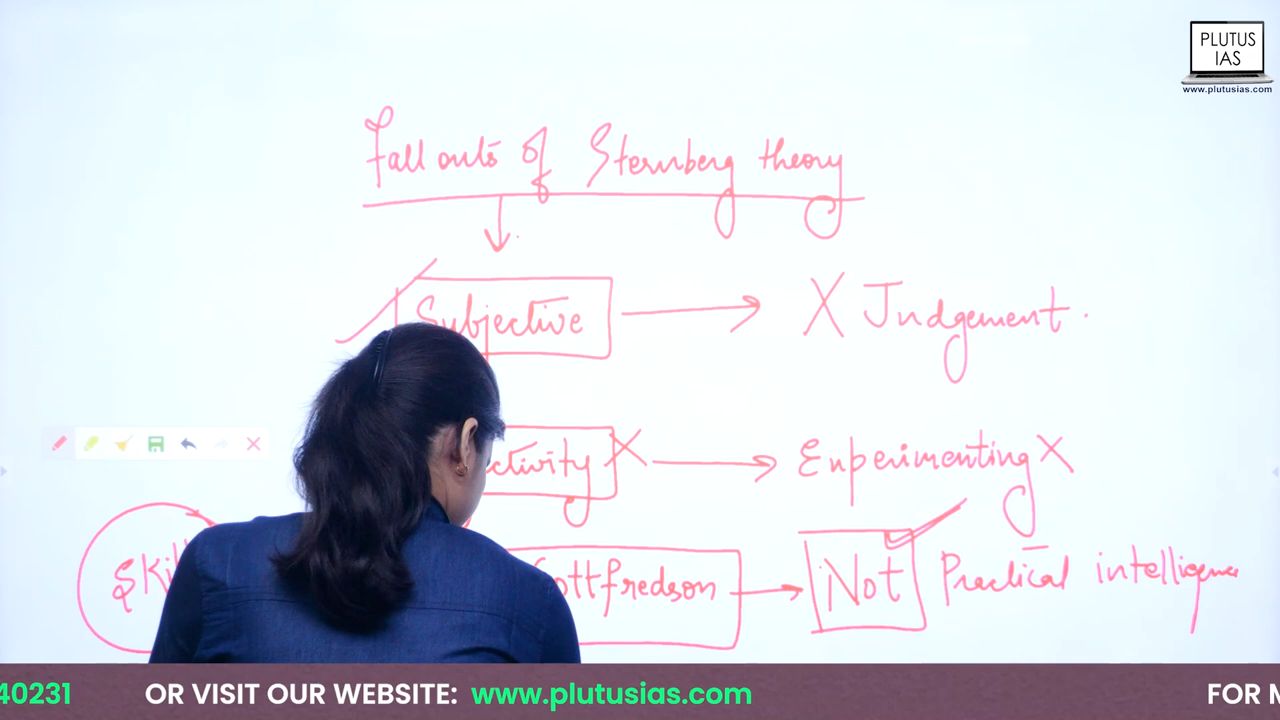 PLUTUS
IAS
www.plutusias.com
Fall outs of Sternberg theory
Subjective → X Judgement.
ctivity X → Experimenting X
Skil
ottfredson → Not Practical intelligence
40231 OR VISIT OUR WEBSITE: www.plutusias.com FOR M